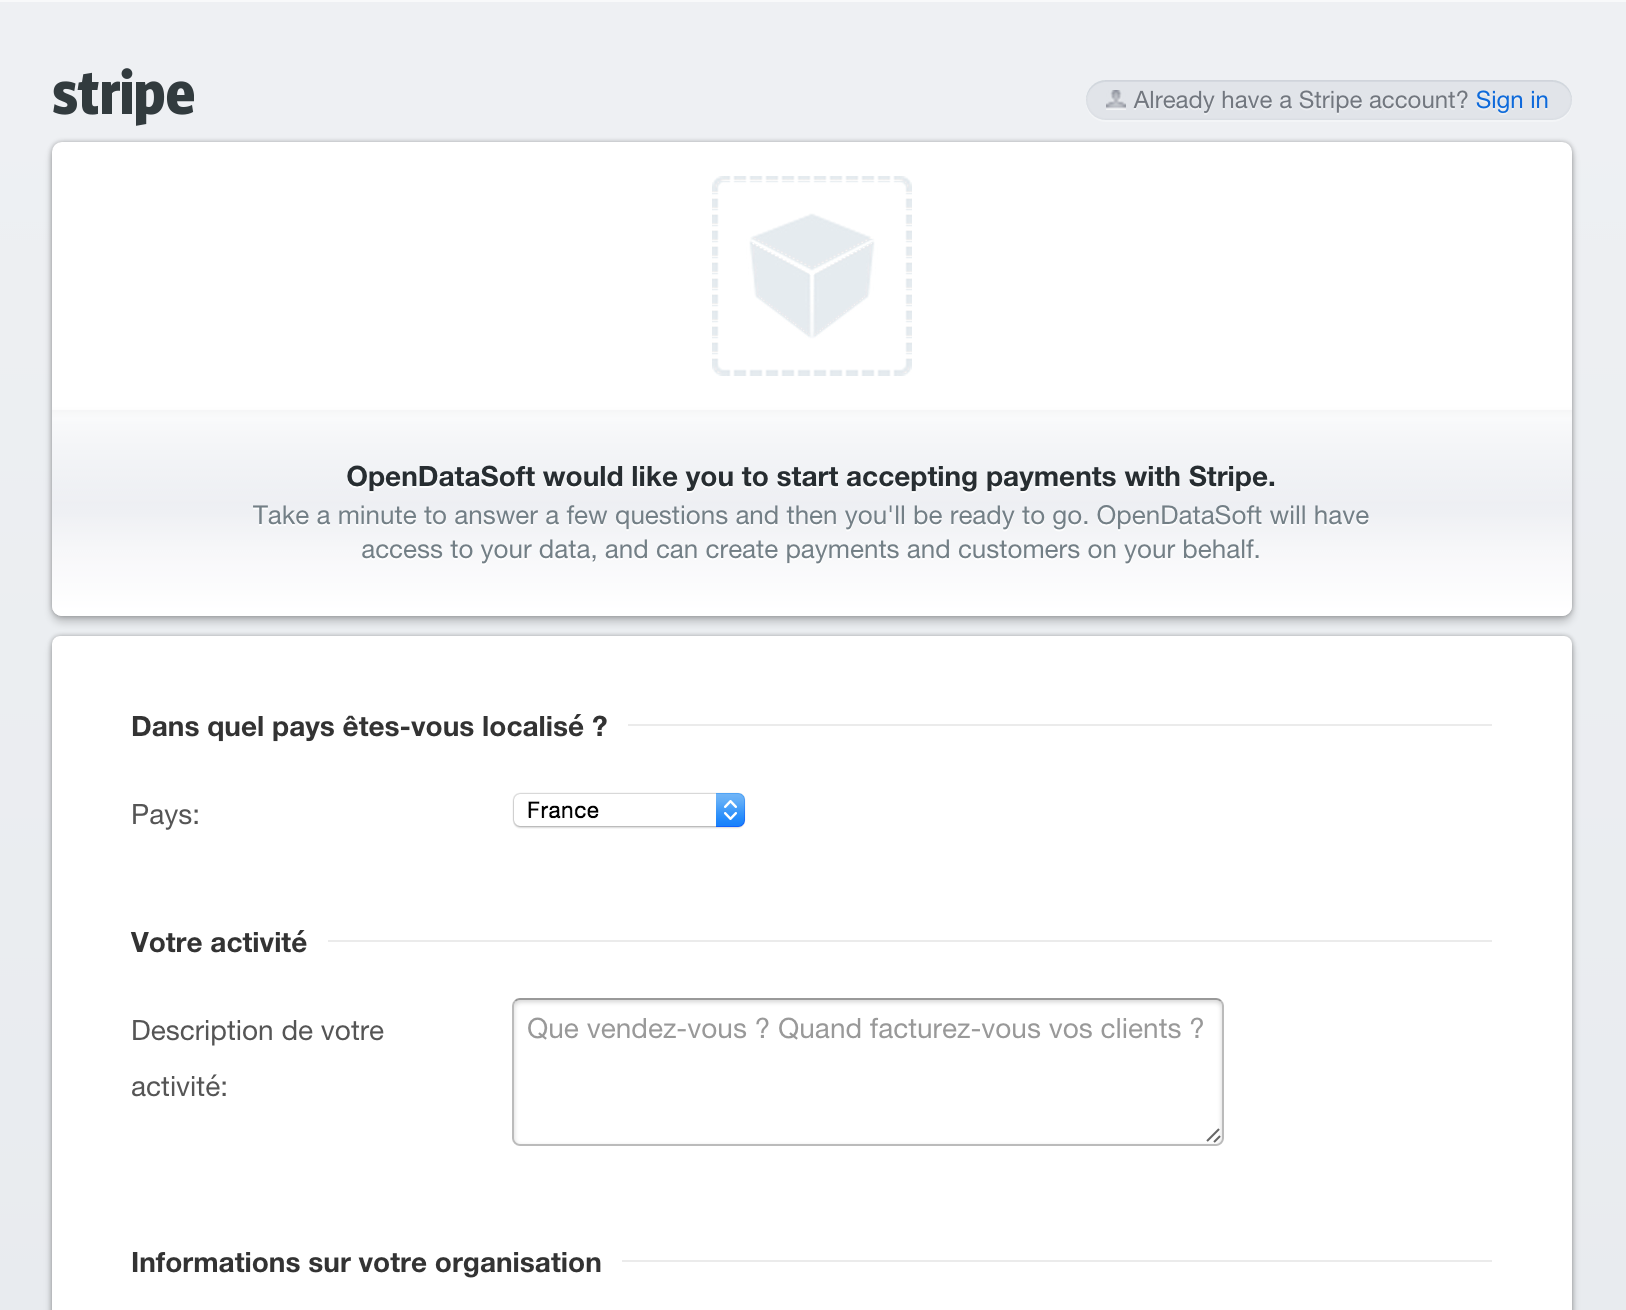 stripe
Already have a Stripe account? Sign in
OpenDataSoft would like you to start accepting payments with Stripe.
Take a minute to answer a few questions and then you'll be ready to go. OpenDataSoft will have
access to your data, and can create payments and customers on your behalf.
Dans quel pays êtes-vous localisé ?
Pays:
France
Votre activité
Description de votre
activité:
Que vendez-vous ? Quand facturez-vous vos clients ?
Informations sur votre organisation